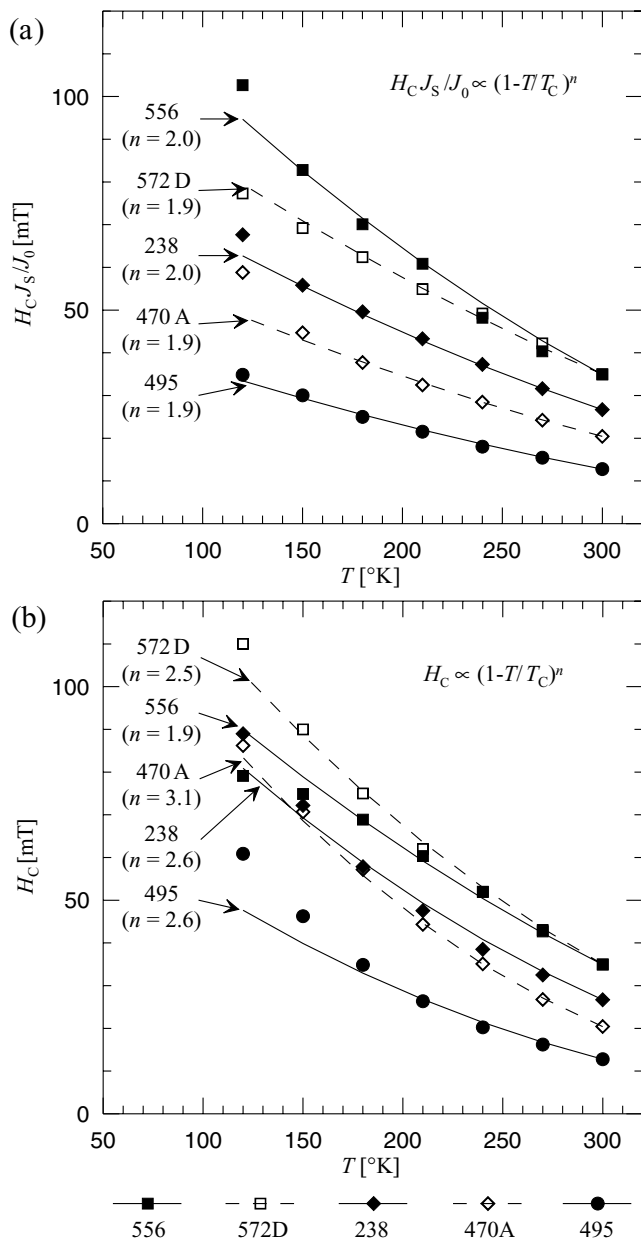 (a)
100
50
0
H_C J_S/J_0 [mT]
H_C J_S/J_0 ∝ (1-T/T_C)^n
556
(n = 2.0)
572 D
(n = 1.9)
238
(n = 2.0)
470 A
(n = 1.9)
495
(n = 1.9)
50 100 150 200 250 300
T [°K]
(b)
100
50
0
H_C [mT]
H_C ∝ (1-T/T_C)^n
572 D
(n = 2.5)
556
(n = 1.9)
470 A
(n = 3.1)
238
(n = 2.6)
495
(n = 2.6)
50 100 150 200 250 300
T [°K]
556 572D 238 470A 495